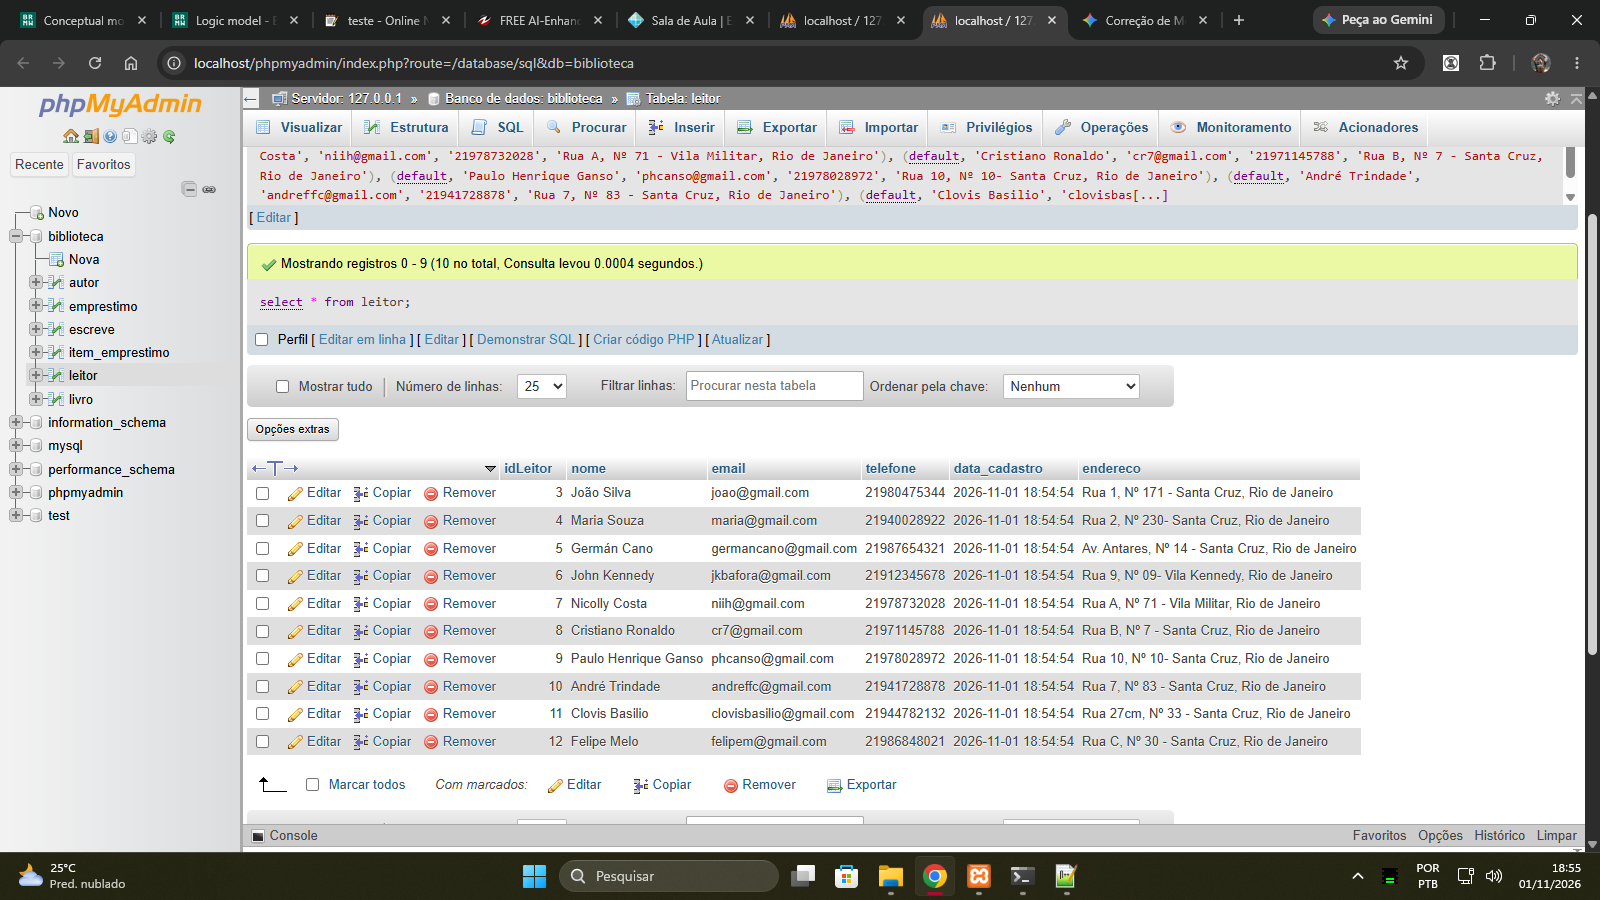 Conceptual mo
Logic model - B
teste - Online N
FREE AI-Enhan
Sala de Aula | E
localhost / 127
localhost / 127
Correção de M
Peça ao Gemini
localhost/phpmyadmin/index.php?route=/database/sql&db=biblioteca
phpMyAdmin
Recente Favoritos
Novo
biblioteca
Nova
autor
emprestimo
escreve
item_emprestimo
leitor
livro
information_schema
mysql
performance_schema
phpmyadmin
test
Servidor: 127.0.0.1 » Banco de dados: biblioteca » Tabela: leitor
Visualizar Estrutura SQL Procurar Inserir Exportar Importar Privilégios Operações Monitoramento Acionadores
Costa', 'niih@gmail.com', '21978732028', 'Rua A, Nº 71 - Vila Militar, Rio de Janeiro'), (default, 'Cristiano Ronaldo', 'cr7@gmail.com', '21971145788', 'Rua B, Nº 7 - Santa Cruz,
Rio de Janeiro'), (default, 'Paulo Henrique Ganso', 'phcanso@gmail.com', '21978028972', 'Rua 10, Nº 10- Santa Cruz, Rio de Janeiro'), (default, 'André Trindade',
'andreffc@gmail.com', '21941728878', 'Rua 7, Nº 83 - Santa Cruz, Rio de Janeiro'), (default, 'Clovis Basilio', 'clovisbas[...]
[ Editar ]
Mostrando registros 0 - 9 (10 no total, Consulta levou 0.0004 segundos.)
select * from leitor;
Perfil [ Editar em linha ] [ Editar ] [ Demonstrar SQL ] [ Criar código PHP ] [ Atualizar ]
Mostrar tudo Número de linhas: 25 Filtrar linhas: Procurar nesta tabela Ordenar pela chave: Nenhum
Opções extras
idLeitor nome email telefone data_cadastro endereco
Editar Copiar Remover 3 João Silva joao@gmail.com 21980475344 2026-11-01 18:54:54 Rua 1, Nº 171 - Santa Cruz, Rio de Janeiro
Editar Copiar Remover 4 Maria Souza maria@gmail.com 21940028922 2026-11-01 18:54:54 Rua 2, Nº 230- Santa Cruz, Rio de Janeiro
Editar Copiar Remover 5 Germán Cano germancano@gmail.com 21987654321 2026-11-01 18:54:54 Av. Antares, Nº 14 - Santa Cruz, Rio de Janeiro
Editar Copiar Remover 6 John Kennedy jkbafora@gmail.com 21912345678 2026-11-01 18:54:54 Rua 9, Nº 09- Vila Kennedy, Rio de Janeiro
Editar Copiar Remover 7 Nicolly Costa niih@gmail.com 21978732028 2026-11-01 18:54:54 Rua A, Nº 71 - Vila Militar, Rio de Janeiro
Editar Copiar Remover 8 Cristiano Ronaldo cr7@gmail.com 21971145788 2026-11-01 18:54:54 Rua B, Nº 7 - Santa Cruz, Rio de Janeiro
Editar Copiar Remover 9 Paulo Henrique Ganso phcanso@gmail.com 21978028972 2026-11-01 18:54:54 Rua 10, Nº 10- Santa Cruz, Rio de Janeiro
Editar Copiar Remover 10 André Trindade andreffc@gmail.com 21941728878 2026-11-01 18:54:54 Rua 7, Nº 83 - Santa Cruz, Rio de Janeiro
Editar Copiar Remover 11 Clovis Basilio clovisbasilio@gmail.com 21944782132 2026-11-01 18:54:54 Rua 27cm, Nº 33 - Santa Cruz, Rio de Janeiro
Editar Copiar Remover 12 Felipe Melo felipem@gmail.com 21986848021 2026-11-01 18:54:54 Rua C, Nº 30 - Santa Cruz, Rio de Janeiro
Marcar todos Com marcados: Editar Copiar Remover Exportar
Console Favoritos Opções Histórico Limpar
25°C
Pred. nublado
Pesquisar
POR
PTB
18:55
01/11/2026